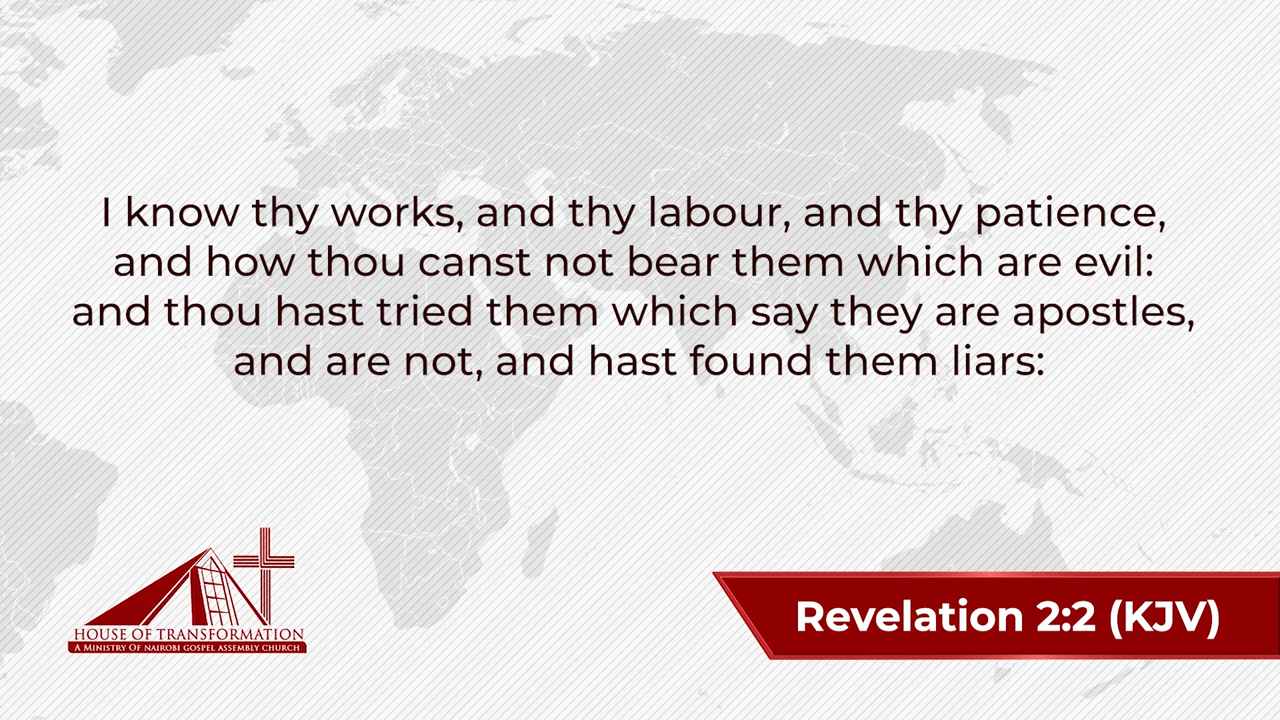 I know thy works, and thy labour, and thy patience,
and how thou canst not bear them which are evil:
and thou hast tried them which say they are apostles,
and are not, and hast found them liars:
HOUSE OF TRANSFORMATION
A MINISTRY OF NAIROBI GOSPEL ASSEMBLY CHURCH
Revelation 2:2 (KJV)